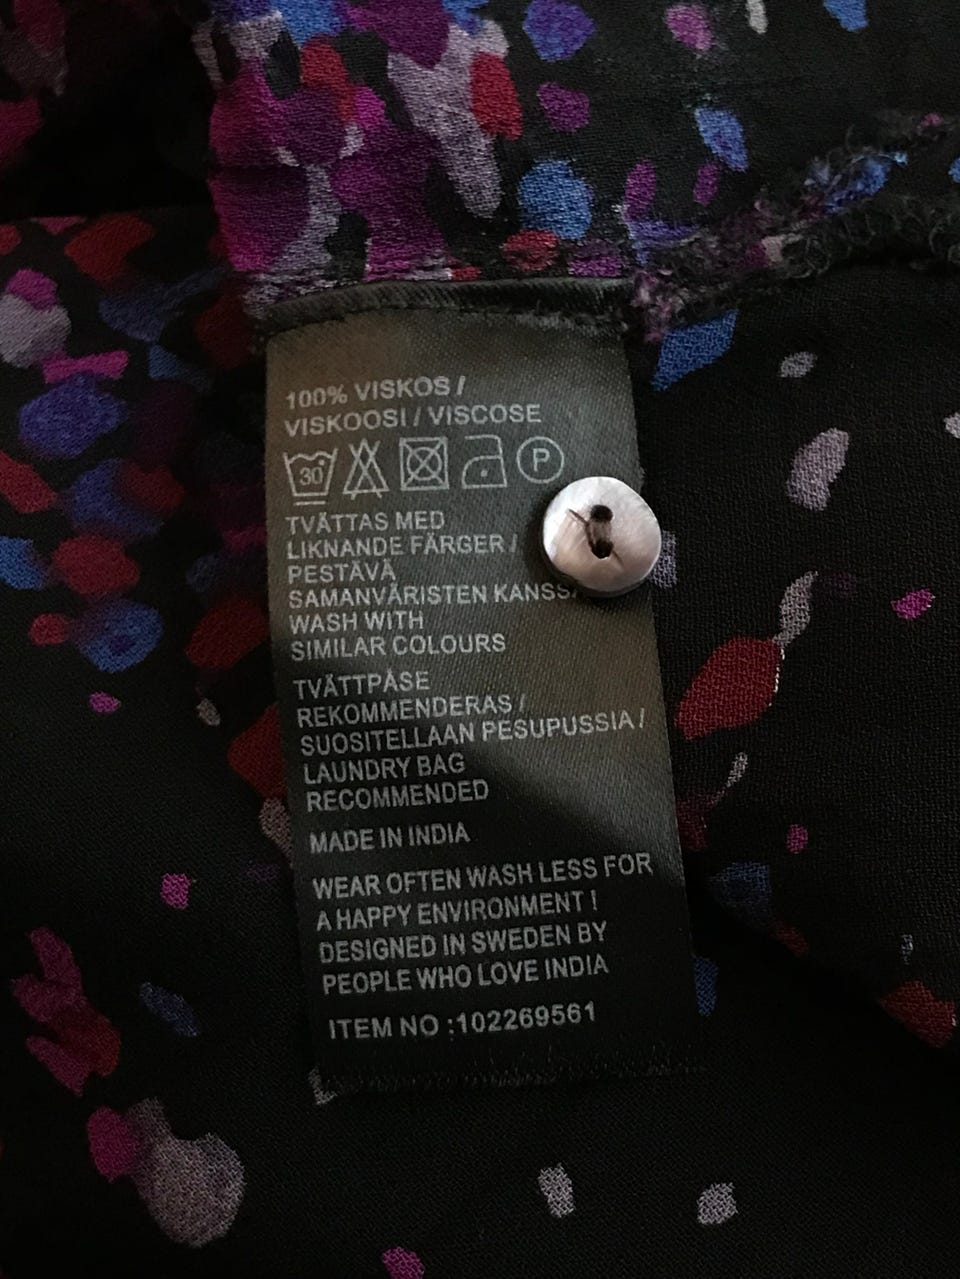 100% VISKOS /
VISKOOSI / VISCOSE
30° P
TVÄTTAS MED
LIKNANDE FÄRGER /
PESTÄVÄ
SAMANVÄRISTEN KANSS
WASH WITH
SIMILAR COLOURS
TVÄTTPÅSE
REKOMMENDERAS /
SUOSITELLAAN PESUPUSSIA /
LAUNDRY BAG
RECOMMENDED
MADE IN INDIA
WEAR OFTEN WASH LESS FOR
A HAPPY ENVIRONMENT !
DESIGNED IN SWEDEN BY
PEOPLE WHO LOVE INDIA
ITEM NO :102269561